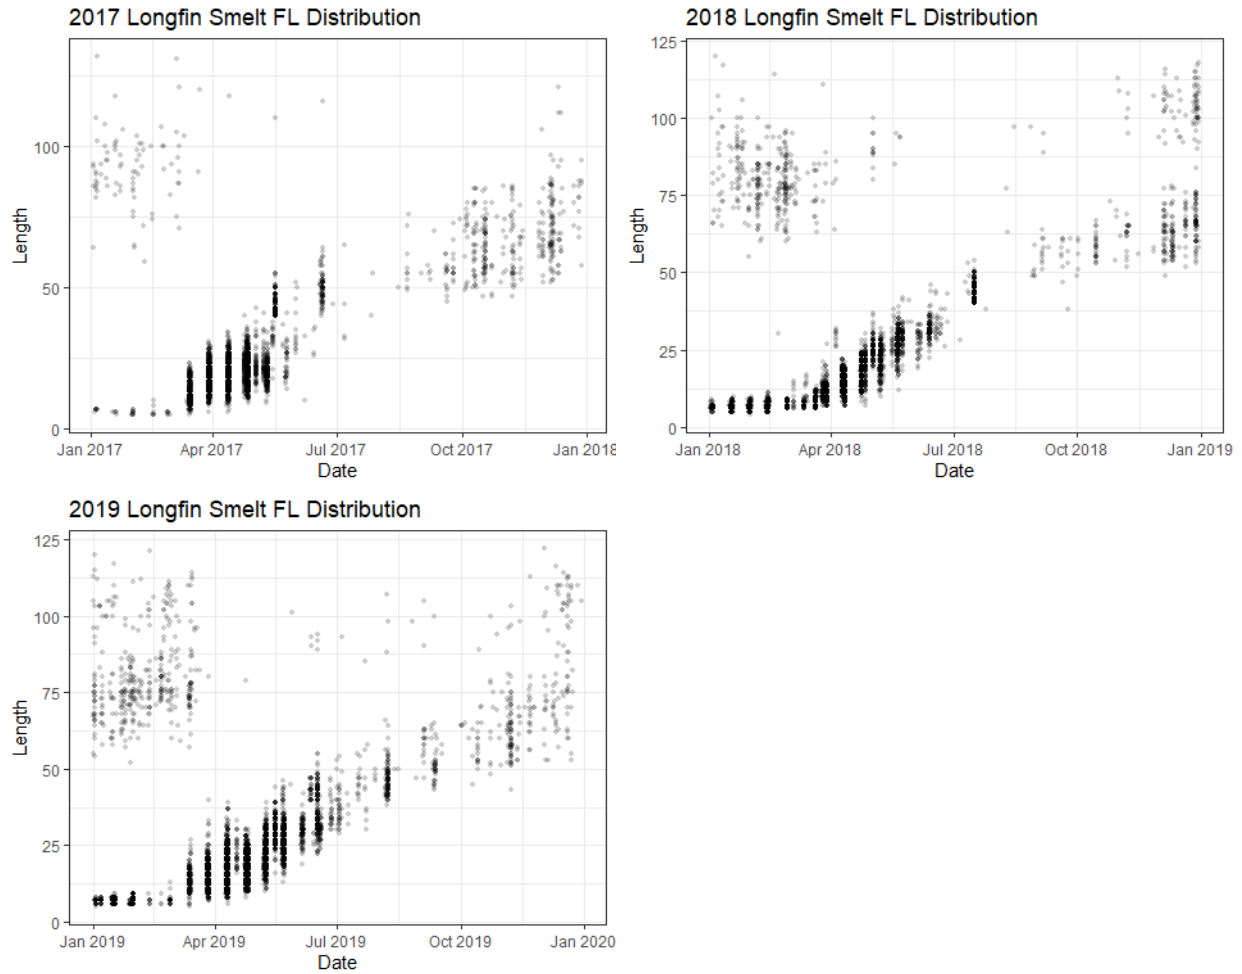 2017 Longfin Smelt FL Distribution
100
50
0
Length
Jan 2017 Apr 2017 Jul 2017 Oct 2017 Jan 2018
Date
2018 Longfin Smelt FL Distribution
125
100
75
50
25
0
Length
Jan 2018 Apr 2018 Jul 2018 Oct 2018 Jan 2019
Date
2019 Longfin Smelt FL Distribution
125
100
75
50
25
0
Length
Jan 2019 Apr 2019 Jul 2019 Oct 2019 Jan 2020
Date